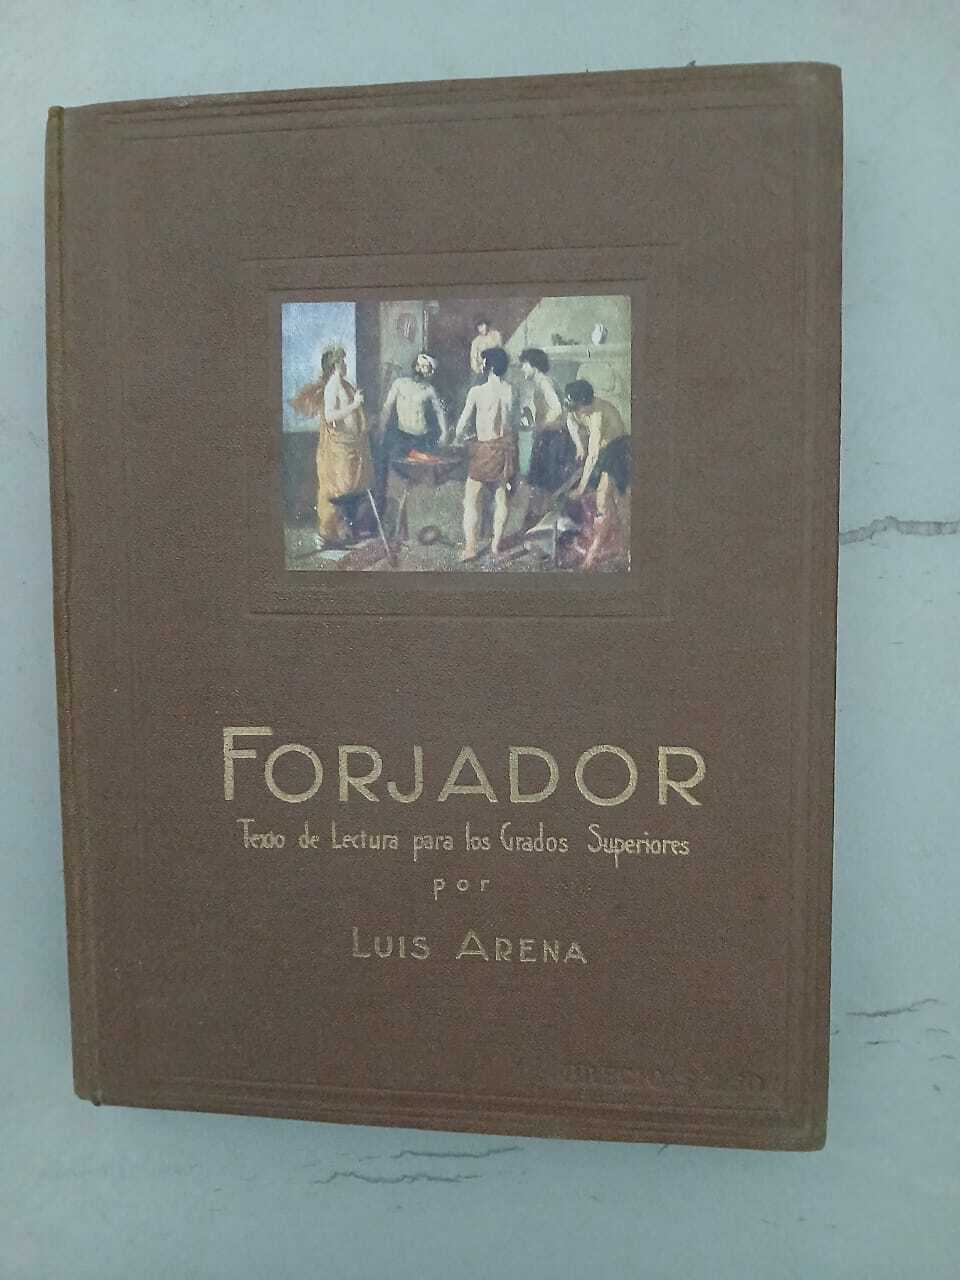 FORJADOR
Texto de Lectura para los Grados Superiores
por
LUIS ARENA